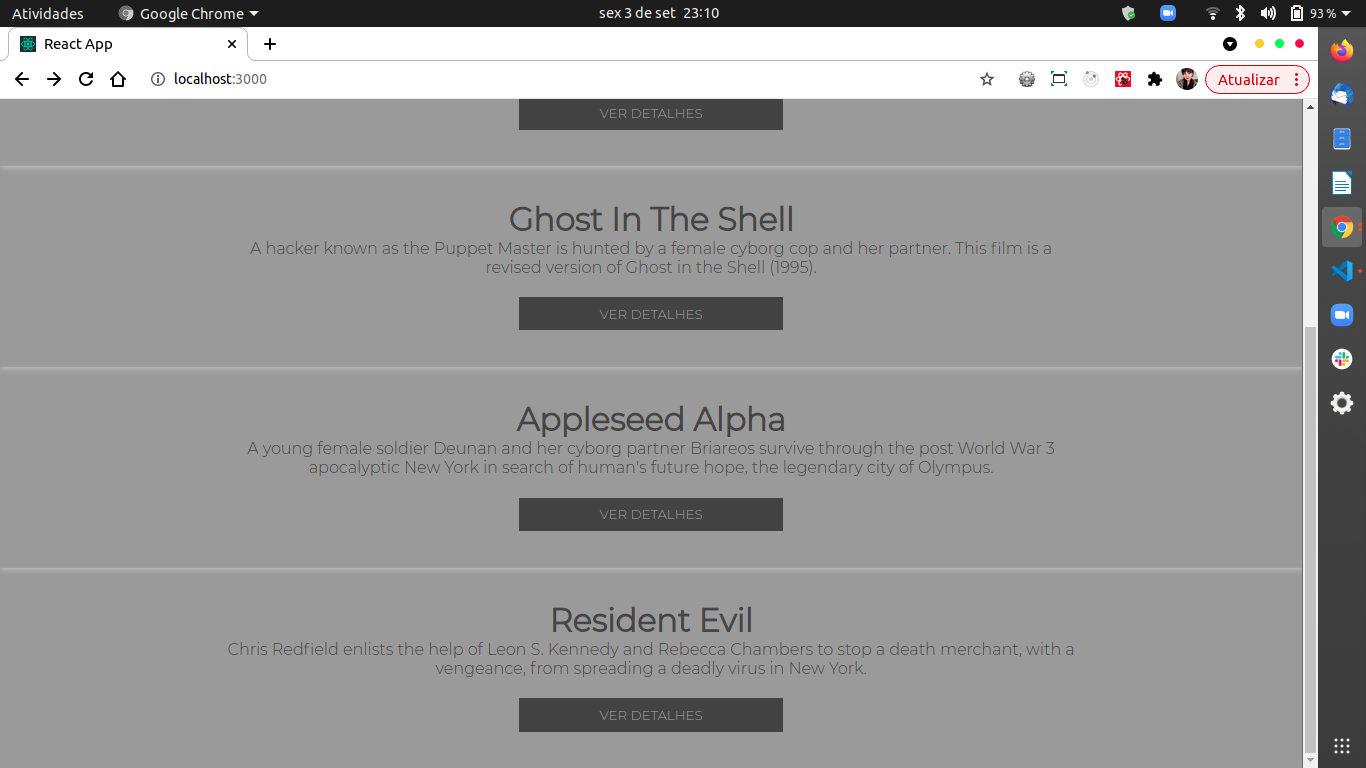 Atividades
Google Chrome
sex 3 de set 23:10
93 %
React App
localhost:3000
Atualizar
VER DETALHES
Ghost In The Shell
A hacker known as the Puppet Master is hunted by a female cyborg cop and her partner. This film is a
revised version of Ghost in the Shell (1995).
VER DETALHES
Appleseed Alpha
A young female soldier Deunan and her cyborg partner Briareos survive through the post World War 3
apocalyptic New York in search of human's future hope, the legendary city of Olympus.
VER DETALHES
Resident Evil
Chris Redfield enlists the help of Leon S. Kennedy and Rebecca Chambers to stop a death merchant, with a
vengeance, from spreading a deadly virus in New York.
VER DETALHES